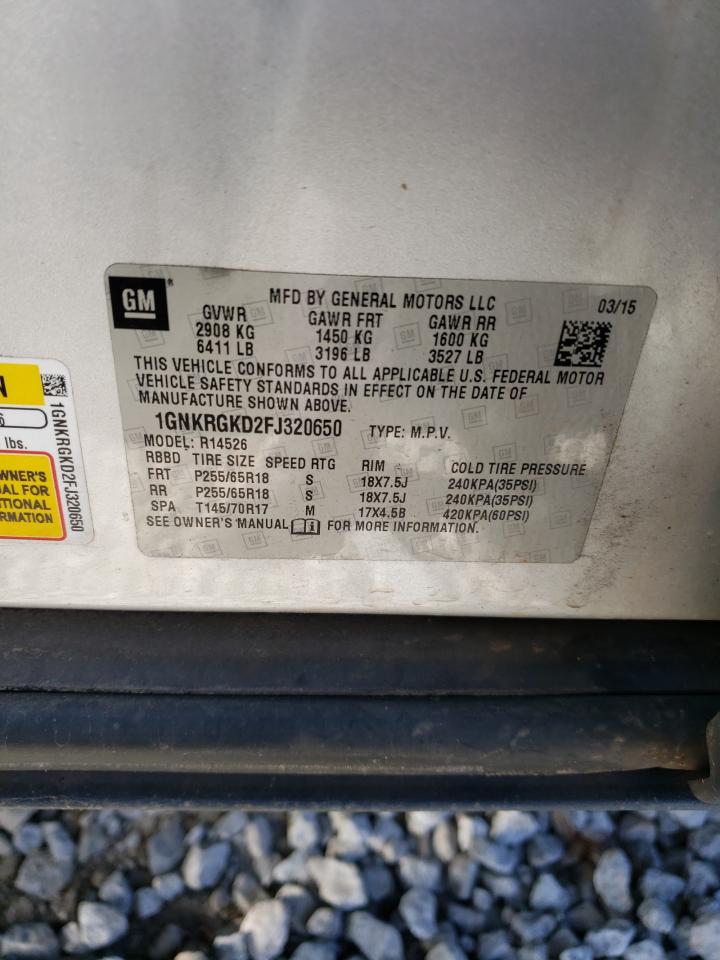 GM
MFD BY GENERAL MOTORS LLC 03/15
GVWR GAWR FRT GAWR RR
2908 KG 1450 KG 1600 KG
6411 LB 3196 LB 3527 LB
THIS VEHICLE CONFORMS TO ALL APPLICABLE U.S. FEDERAL MOTOR
VEHICLE SAFETY STANDARDS IN EFFECT ON THE DATE OF
MANUFACTURE SHOWN ABOVE.
1GNKRGKD2FJ320650 TYPE: M.P.V.
MODEL: R14526
RBBD TIRE SIZE SPEED RTG RIM COLD TIRE PRESSURE
FRT P255/65R18 S 18X7.5J 240KPA(35PSI)
RR P255/65R18 S 18X7.5J 240KPA(35PSI)
SPA T145/70R17 M 17X4.5B 420KPA(60PSI)
SEE OWNER'S MANUAL FOR MORE INFORMATION.
N
6
lbs.
OWNER'S
UAL FOR
ITIONAL
RMATION
1GNKRGKD2FJ320650